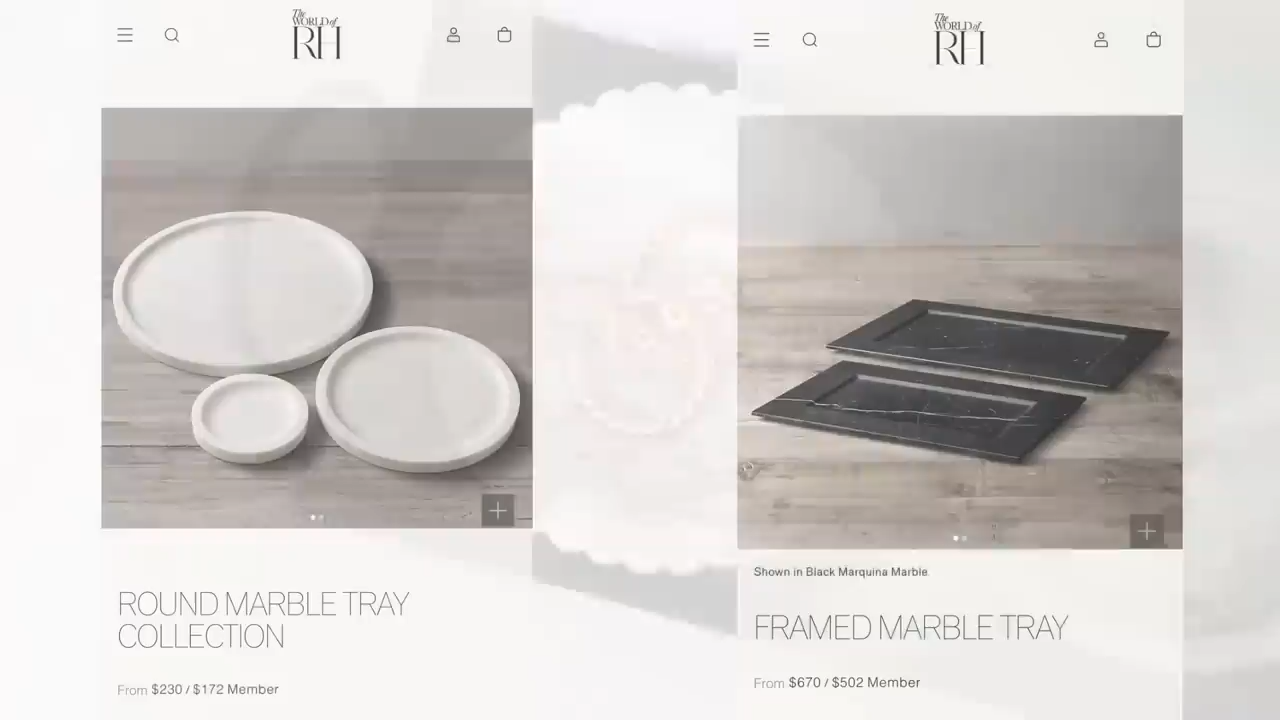 The
WORLD of
RH
ROUND MARBLE TRAY
COLLECTION
From $230 / $172 Member
The
WORLD of
RH
Shown in Black Marquina Marble.
FRAMED MARBLE TRAY
From $670 / $502 Member